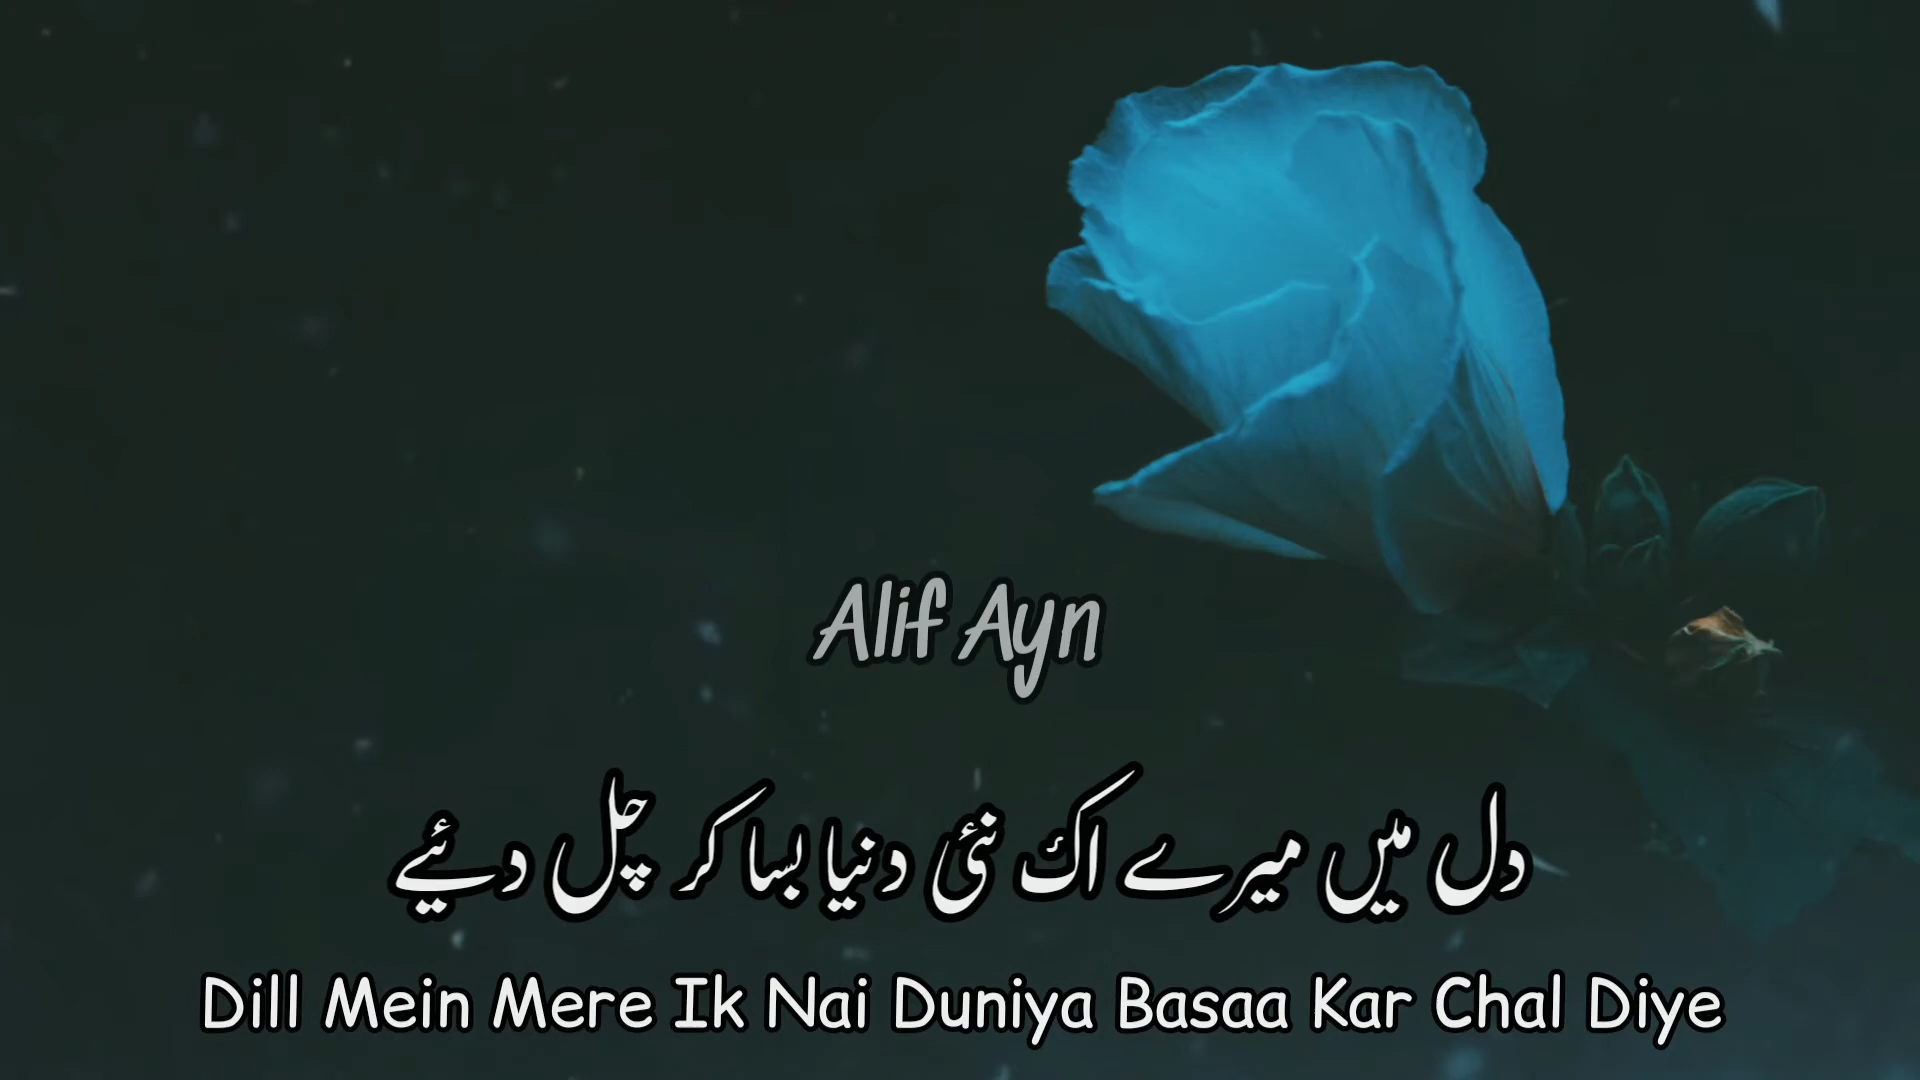 Alif Ayn
دل میں میرے اک نئی دنیا بسا کر چل دئیے
Dill Mein Mere Ik Nai Duniya Basaa Kar Chal Diye